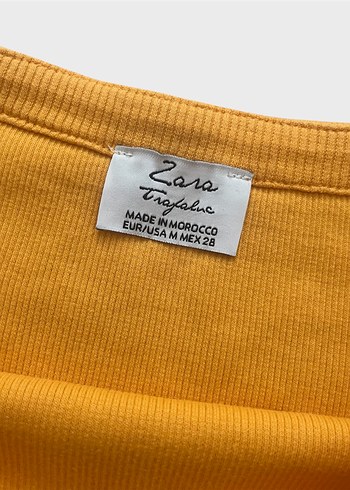 Zara
Trafaluc
MADE IN MOROCCO
EUR/USA M MEX 28